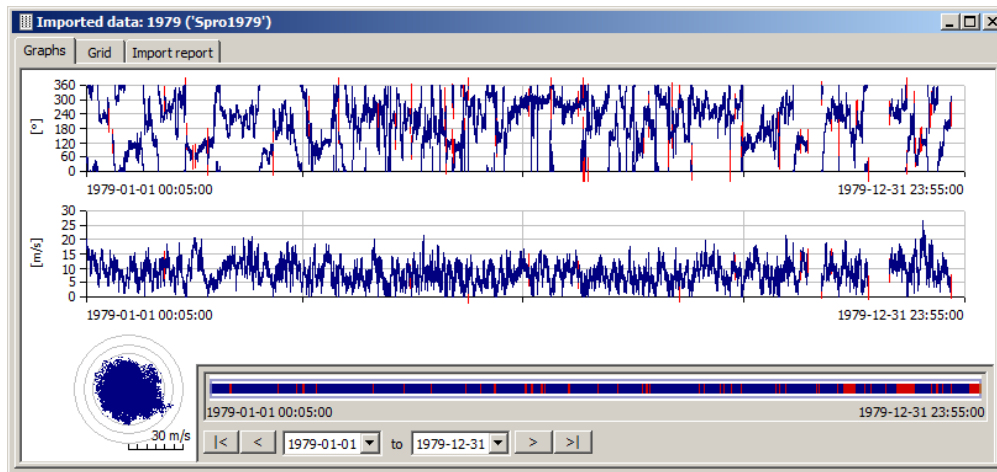 Imported data: 1979 ('Spro1979')
Graphs Grid Import report
360
300
240
180
120
60
0
[°]
1979-01-01 00:05:00 1979-12-31 23:55:00
30
25
20
15
10
5
0
[m/s]
1979-01-01 00:05:00 1979-12-31 23:55:00
30 m/s
1979-01-01 00:05:00 1979-12-31 23:55:00
|< < 1979-01-01 to 1979-12-31 > >|